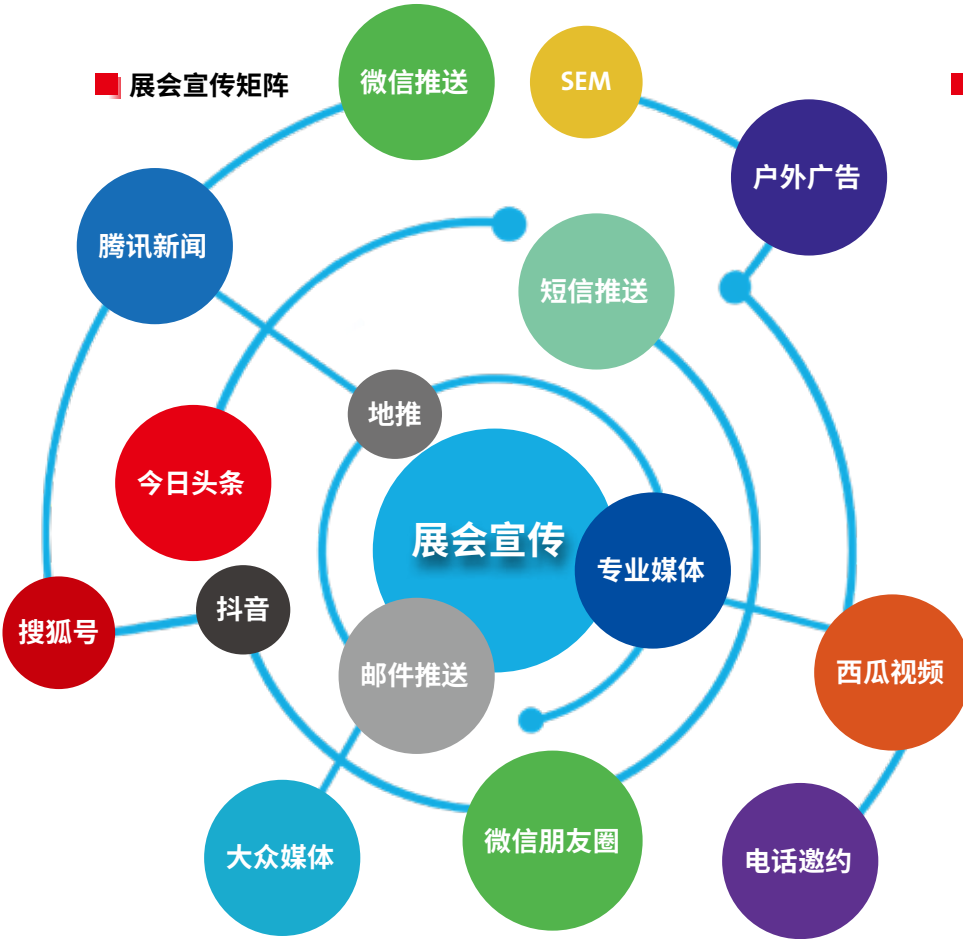 展会宣传矩阵
微信推送
SEM
户外广告
腾讯新闻
短信推送
地推
今日头条
展会宣传
专业媒体
抖音
搜狐号
邮件推送
西瓜视频
大众媒体
微信朋友圈
电话邀约